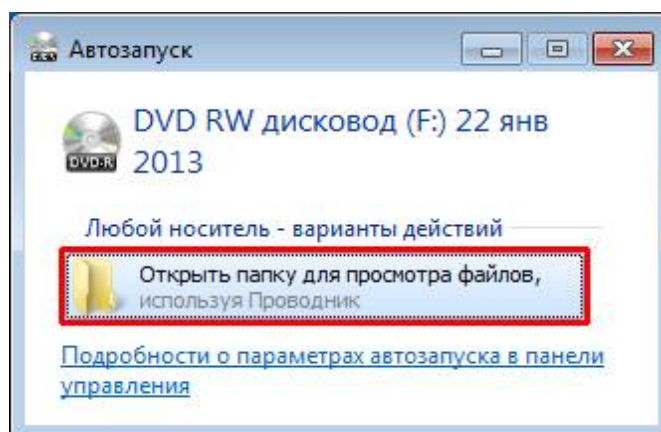 Автозапуск
DVD RW дисковод (F:) 22 янв
2013
DVD-R
Любой носитель - варианты действий
Открыть папку для просмотра файлов,
используя Проводник
Подробности о параметрах автозапуска в панели
управления